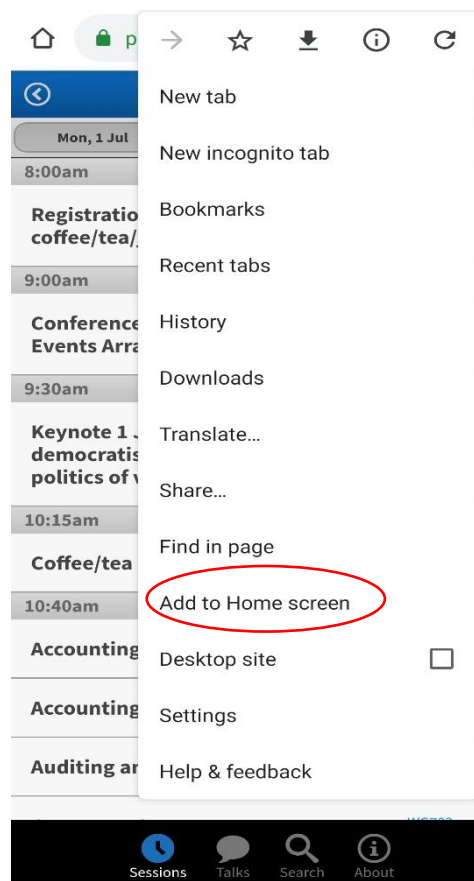 p
New tab
New incognito tab
Bookmarks
Recent tabs
History
Downloads
Translate...
Share...
Find in page
Add to Home screen
Desktop site
Settings
Help & feedback
Mon, 1 Jul
8:00am
Registratio
coffee/tea/
9:00am
Conference
Events Arra
9:30am
Keynote 1
democratis
politics of
10:15am
Coffee/tea
10:40am
Accounting
Accounting
Auditing an
Sessions Talks Search About